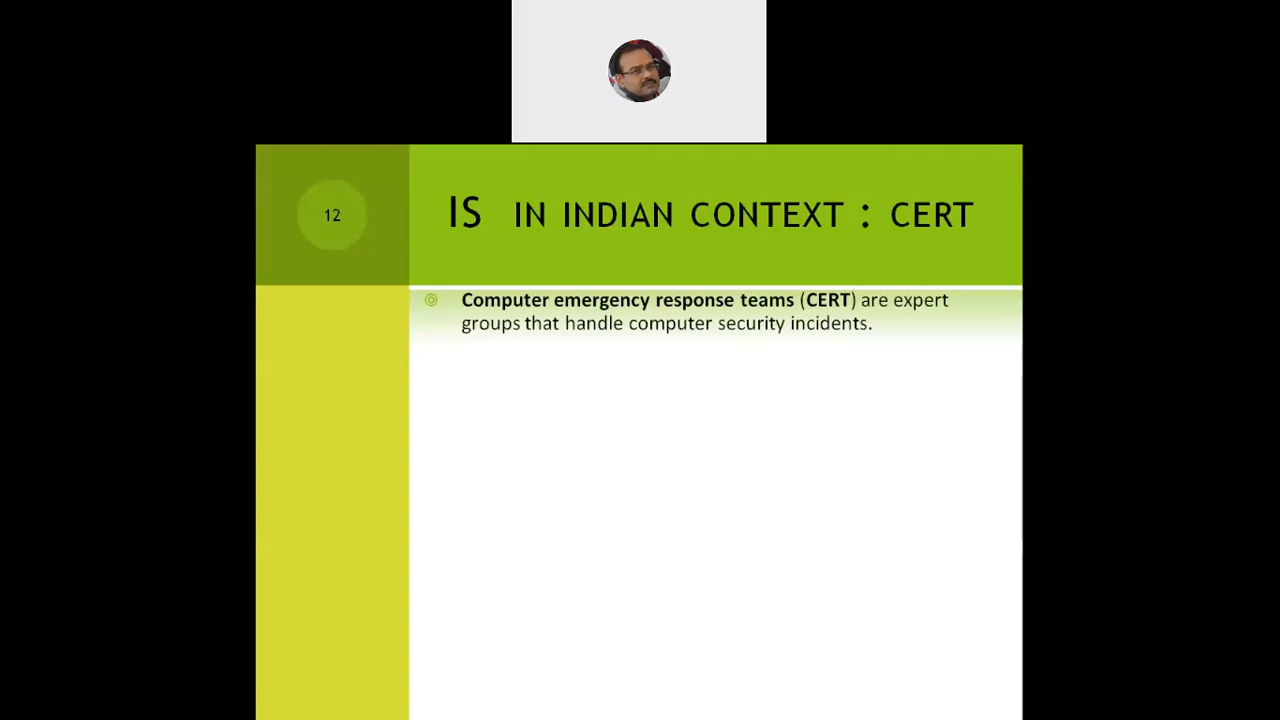 12
IS IN INDIAN CONTEXT : CERT
Computer emergency response teams (CERT) are expert
groups that handle computer security incidents.